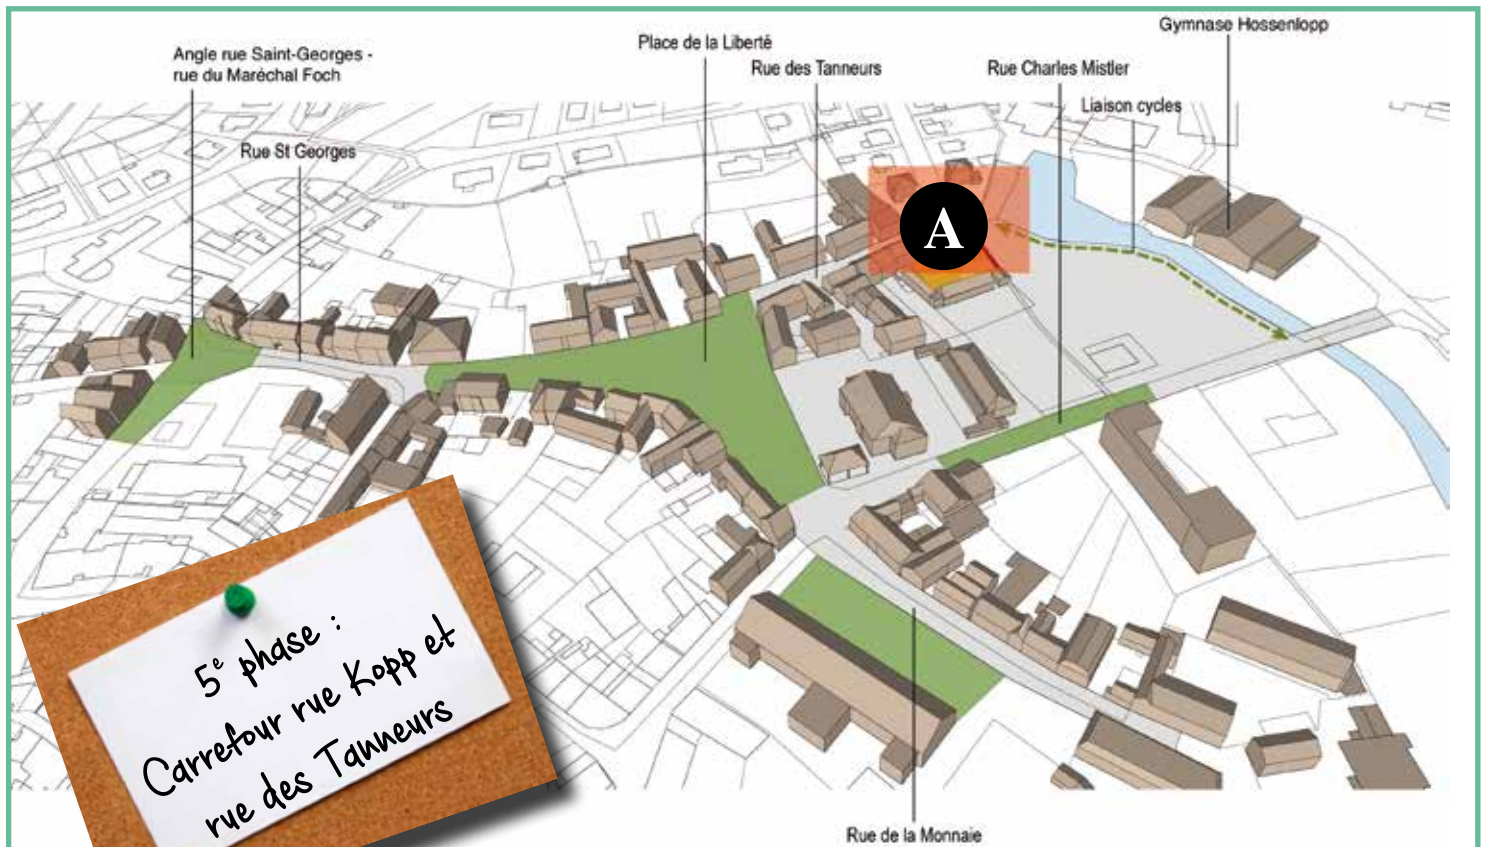 Gymnase Hossenlopp
Place de la Liberté
Angle rue Saint-Georges -
rue du Maréchal Foch
Rue des Tanneurs
Rue Charles Mistler
Liaison cycles
Rue St Georges
A
5e phase :
Carrefour rue Kopp et
rue des Tanneurs
Rue de la Monnaie